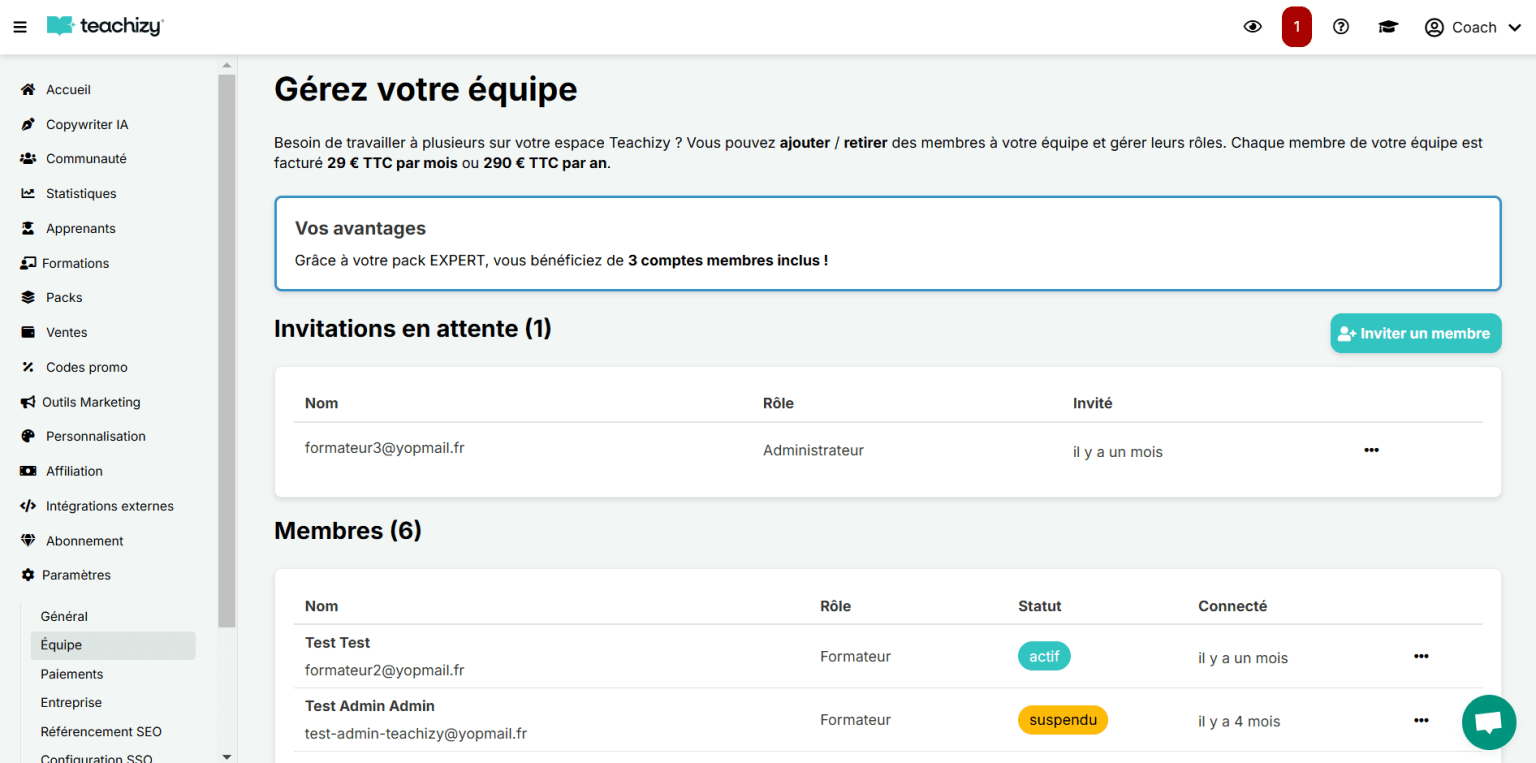 teachizy
1
Coach
Accueil
Copywriter IA
Communauté
Statistiques
Apprenants
Formations
Packs
Ventes
Codes promo
Outils Marketing
Personnalisation
Affiliation
Intégrations externes
Abonnement
Paramètres
Général
Équipe
Paiements
Entreprise
Référencement SEO
Configuration SSO
Gérez votre équipe
Besoin de travailler à plusieurs sur votre espace Teachizy ? Vous pouvez ajouter / retirer des membres à votre équipe et gérer leurs rôles. Chaque membre de votre équipe est
facturé 29 € TTC par mois ou 290 € TTC par an.
Vos avantages
Grâce à votre pack EXPERT, vous bénéficiez de 3 comptes membres inclus !
Invitations en attente (1)
Inviter un membre
Nom Rôle Invité
formateur3@yopmail.fr Administrateur il y a un mois
Membres (6)
Nom Rôle Statut Connecté
Test Test
formateur2@yopmail.fr Formateur actif il y a un mois
Test Admin Admin
test-admin-teachizy@yopmail.fr Formateur suspendu il y a 4 mois